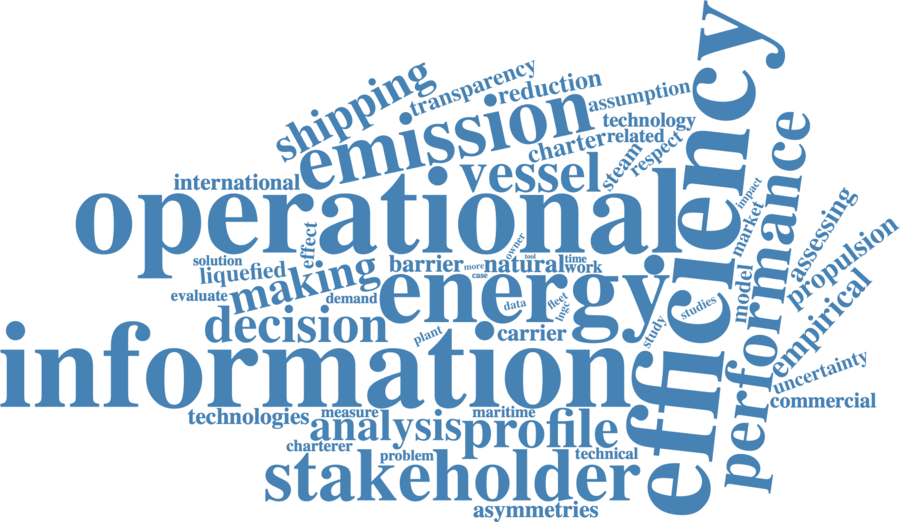 efficiency
shipping
transparency
reduction
emission
assumption
technology
charter
related
steam
respect
vessel
international
operational
performance
impact
market
assessing
propulsion
effect
owner
tool
solution
liquefied
making
barrier
more
natural
time
work
case
evaluate
demand
energy
data
fleet
lngc
studies
model
empirical
decision
plant
carrier
study
information
uncertainty
commercial
technologies
measure
maritime
analysis
profile
charterer
problem
technical
stakeholder
asymmetries